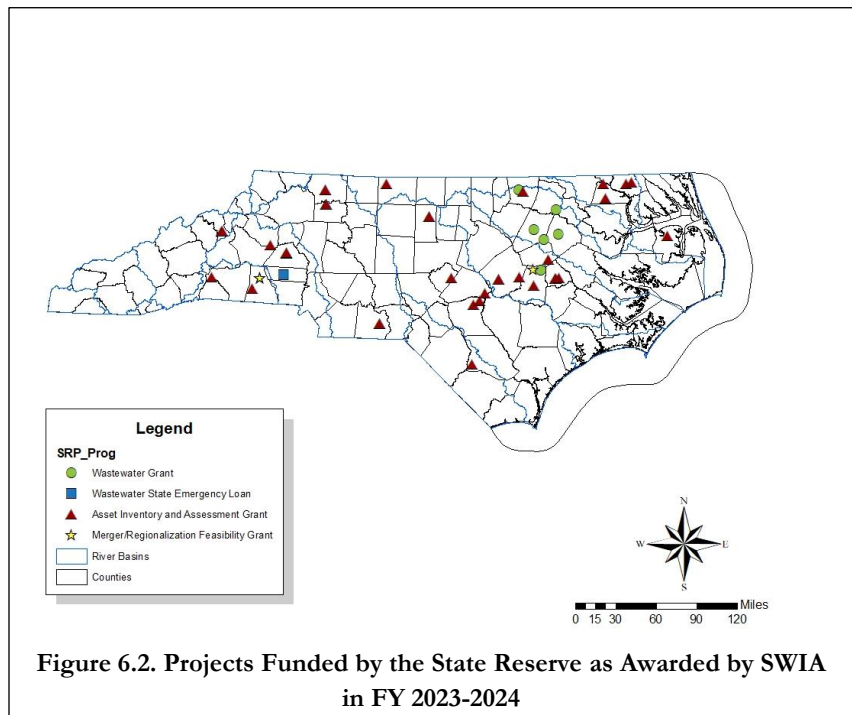 Legend
SRP_Prog
Wastewater Grant
Wastewater State Emergency Loan
Asset Inventory and Assessment Grant
Merger/Regionalization Feasibility Grant
River Basins
Counties
N
W E
S
Miles
0 15 30 60 90 120
Figure 6.2. Projects Funded by the State Reserve as Awarded by SWIA
in FY 2023-2024